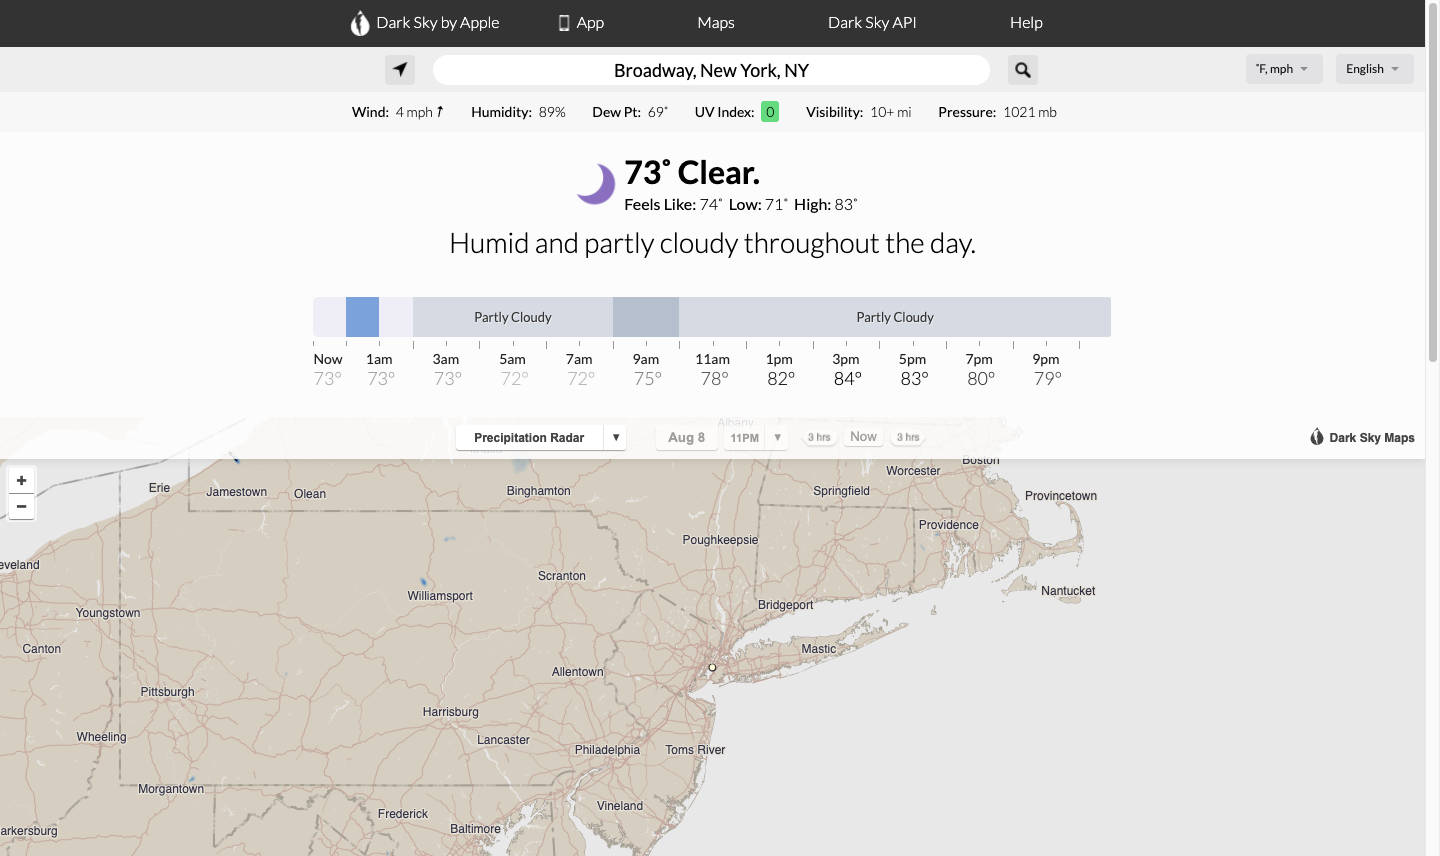 Dark Sky by Apple App Maps Dark Sky API Help
Broadway, New York, NY ˚F, mph English
Wind: 4 mph Humidity: 89% Dew Pt: 69˚ UV Index: 0 Visibility: 10+ mi Pressure: 1021 mb
73˚ Clear.
Feels Like: 74˚ Low: 71˚ High: 83˚
Humid and partly cloudy throughout the day.
Partly Cloudy Partly Cloudy
Now 1am 3am 5am 7am 9am 11am 1pm 3pm 5pm 7pm 9pm
73° 73° 73° 72° 72° 75° 78° 82° 84° 83° 80° 79°
Albany
Precipitation Radar ▼ Aug 8 11PM ▼ 3 hrs Now 3 hrs Dark Sky Maps
Boston
Worcester
+
Erie Jamestown Olean Binghamton Springfield Provincetown
−
Providence
Poughkeepsie
eveland
Scranton
Williamsport Nantucket
Youngstown Bridgeport
Canton Mastic
Allentown
Pittsburgh
Harrisburg
Wheeling Lancaster
Philadelphia Toms River
Morgantown
Vineland
Frederick
arkersburg Baltimore